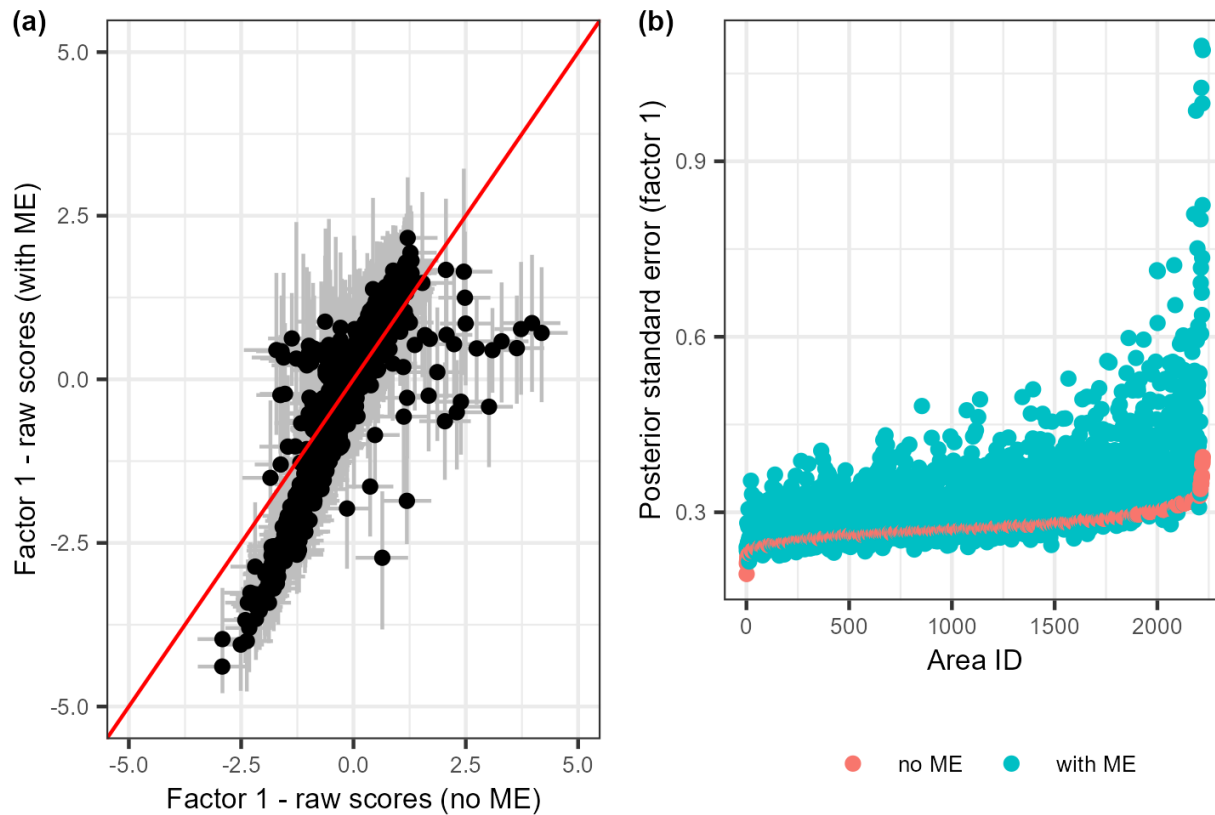 (a)
Factor 1 - raw scores (with ME)
5.0
2.5
0.0
-2.5
-5.0
-5.0 -2.5 0.0 2.5 5.0
Factor 1 - raw scores (no ME)
(b)
Posterior standard error (factor 1)
0.9
0.6
0.3
0 500 1000 1500 2000
Area ID
no ME with ME